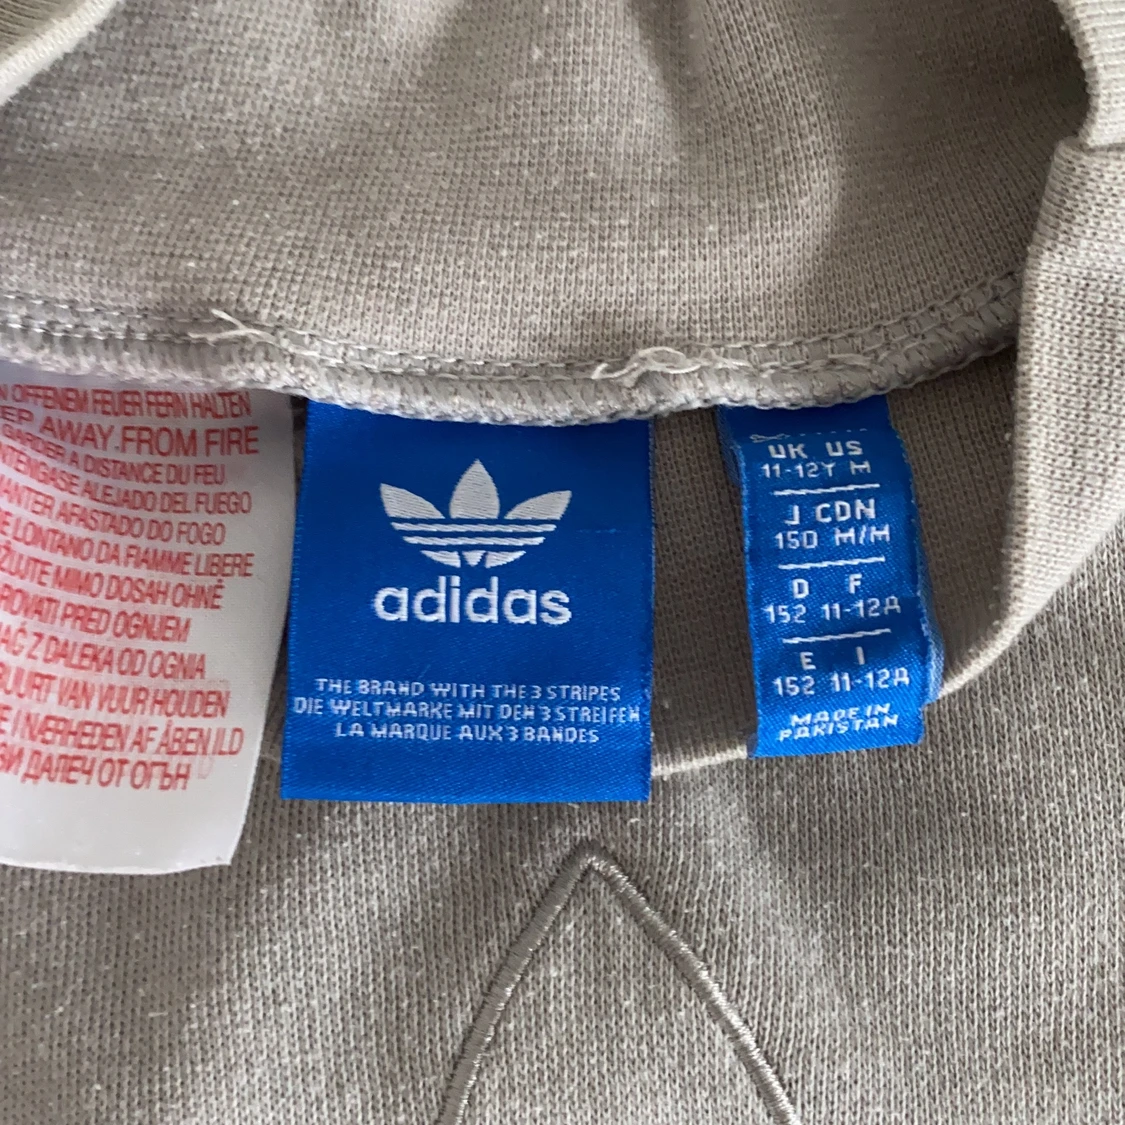 OFFENEM FEUER FERN HALTEN
AWAY.FROM FIRE
GARDER A DISTANCE DU FEU
ALEJADO DEL FUEGO
AFASTADO DO FOGO
LONTANO DA FIAMME LIBERE
MIMO DOSAH OHNĚ
PRED OGNJEM
Z DALEKA OD OGNIA
VAN VUUR HOUDEN
I NÆRHEDEN AF ÅBEN ILD
ДАЛЕЧ ОТ ОГЪН
adidas
THE BRAND WITH THE 3 STRIPES
DIE WELTMARKE MIT DEN 3 STREIFEN
LA MARQUE AUX 3 BANDES
UK US
11-12Y M
J CDN
150 M/M
D F
152 11-12A
E I
152 11-12A
MADE IN
PAKISTAN